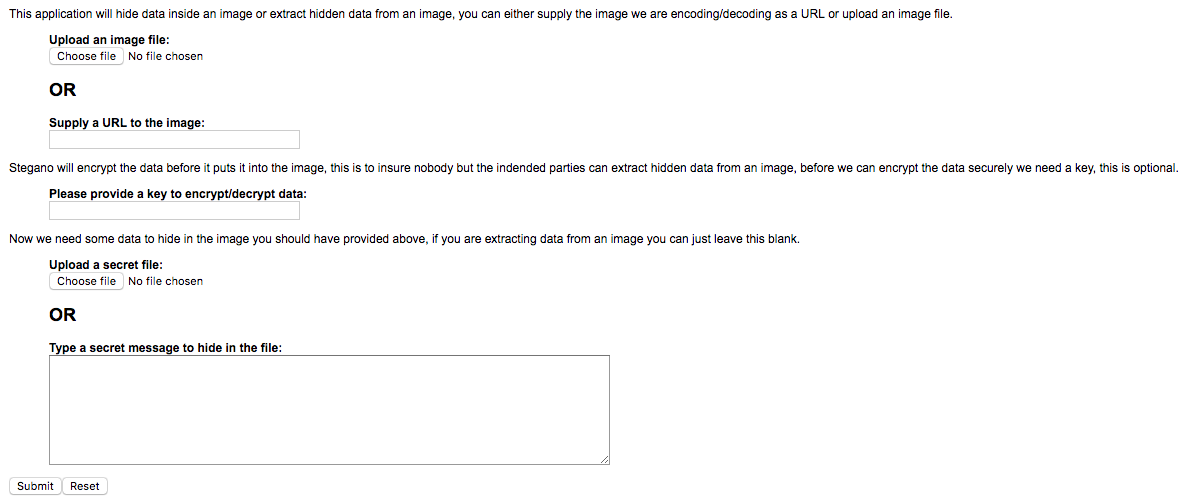 This application will hide data inside an image or extract hidden data from an image, you can either supply the image we are encoding/decoding as a URL or upload an image file.
Upload an image file:
Choose file No file chosen
OR
Supply a URL to the image:
Stegano will encrypt the data before it puts it into the image, this is to insure nobody but the indended parties can extract hidden data from an image, before we can encrypt the data securely we need a key, this is optional.
Please provide a key to encrypt/decrypt data:
Now we need some data to hide in the image you should have provided above, if you are extracting data from an image you can just leave this blank.
Upload a secret file:
Choose file No file chosen
OR
Type a secret message to hide in the file:
Submit Reset